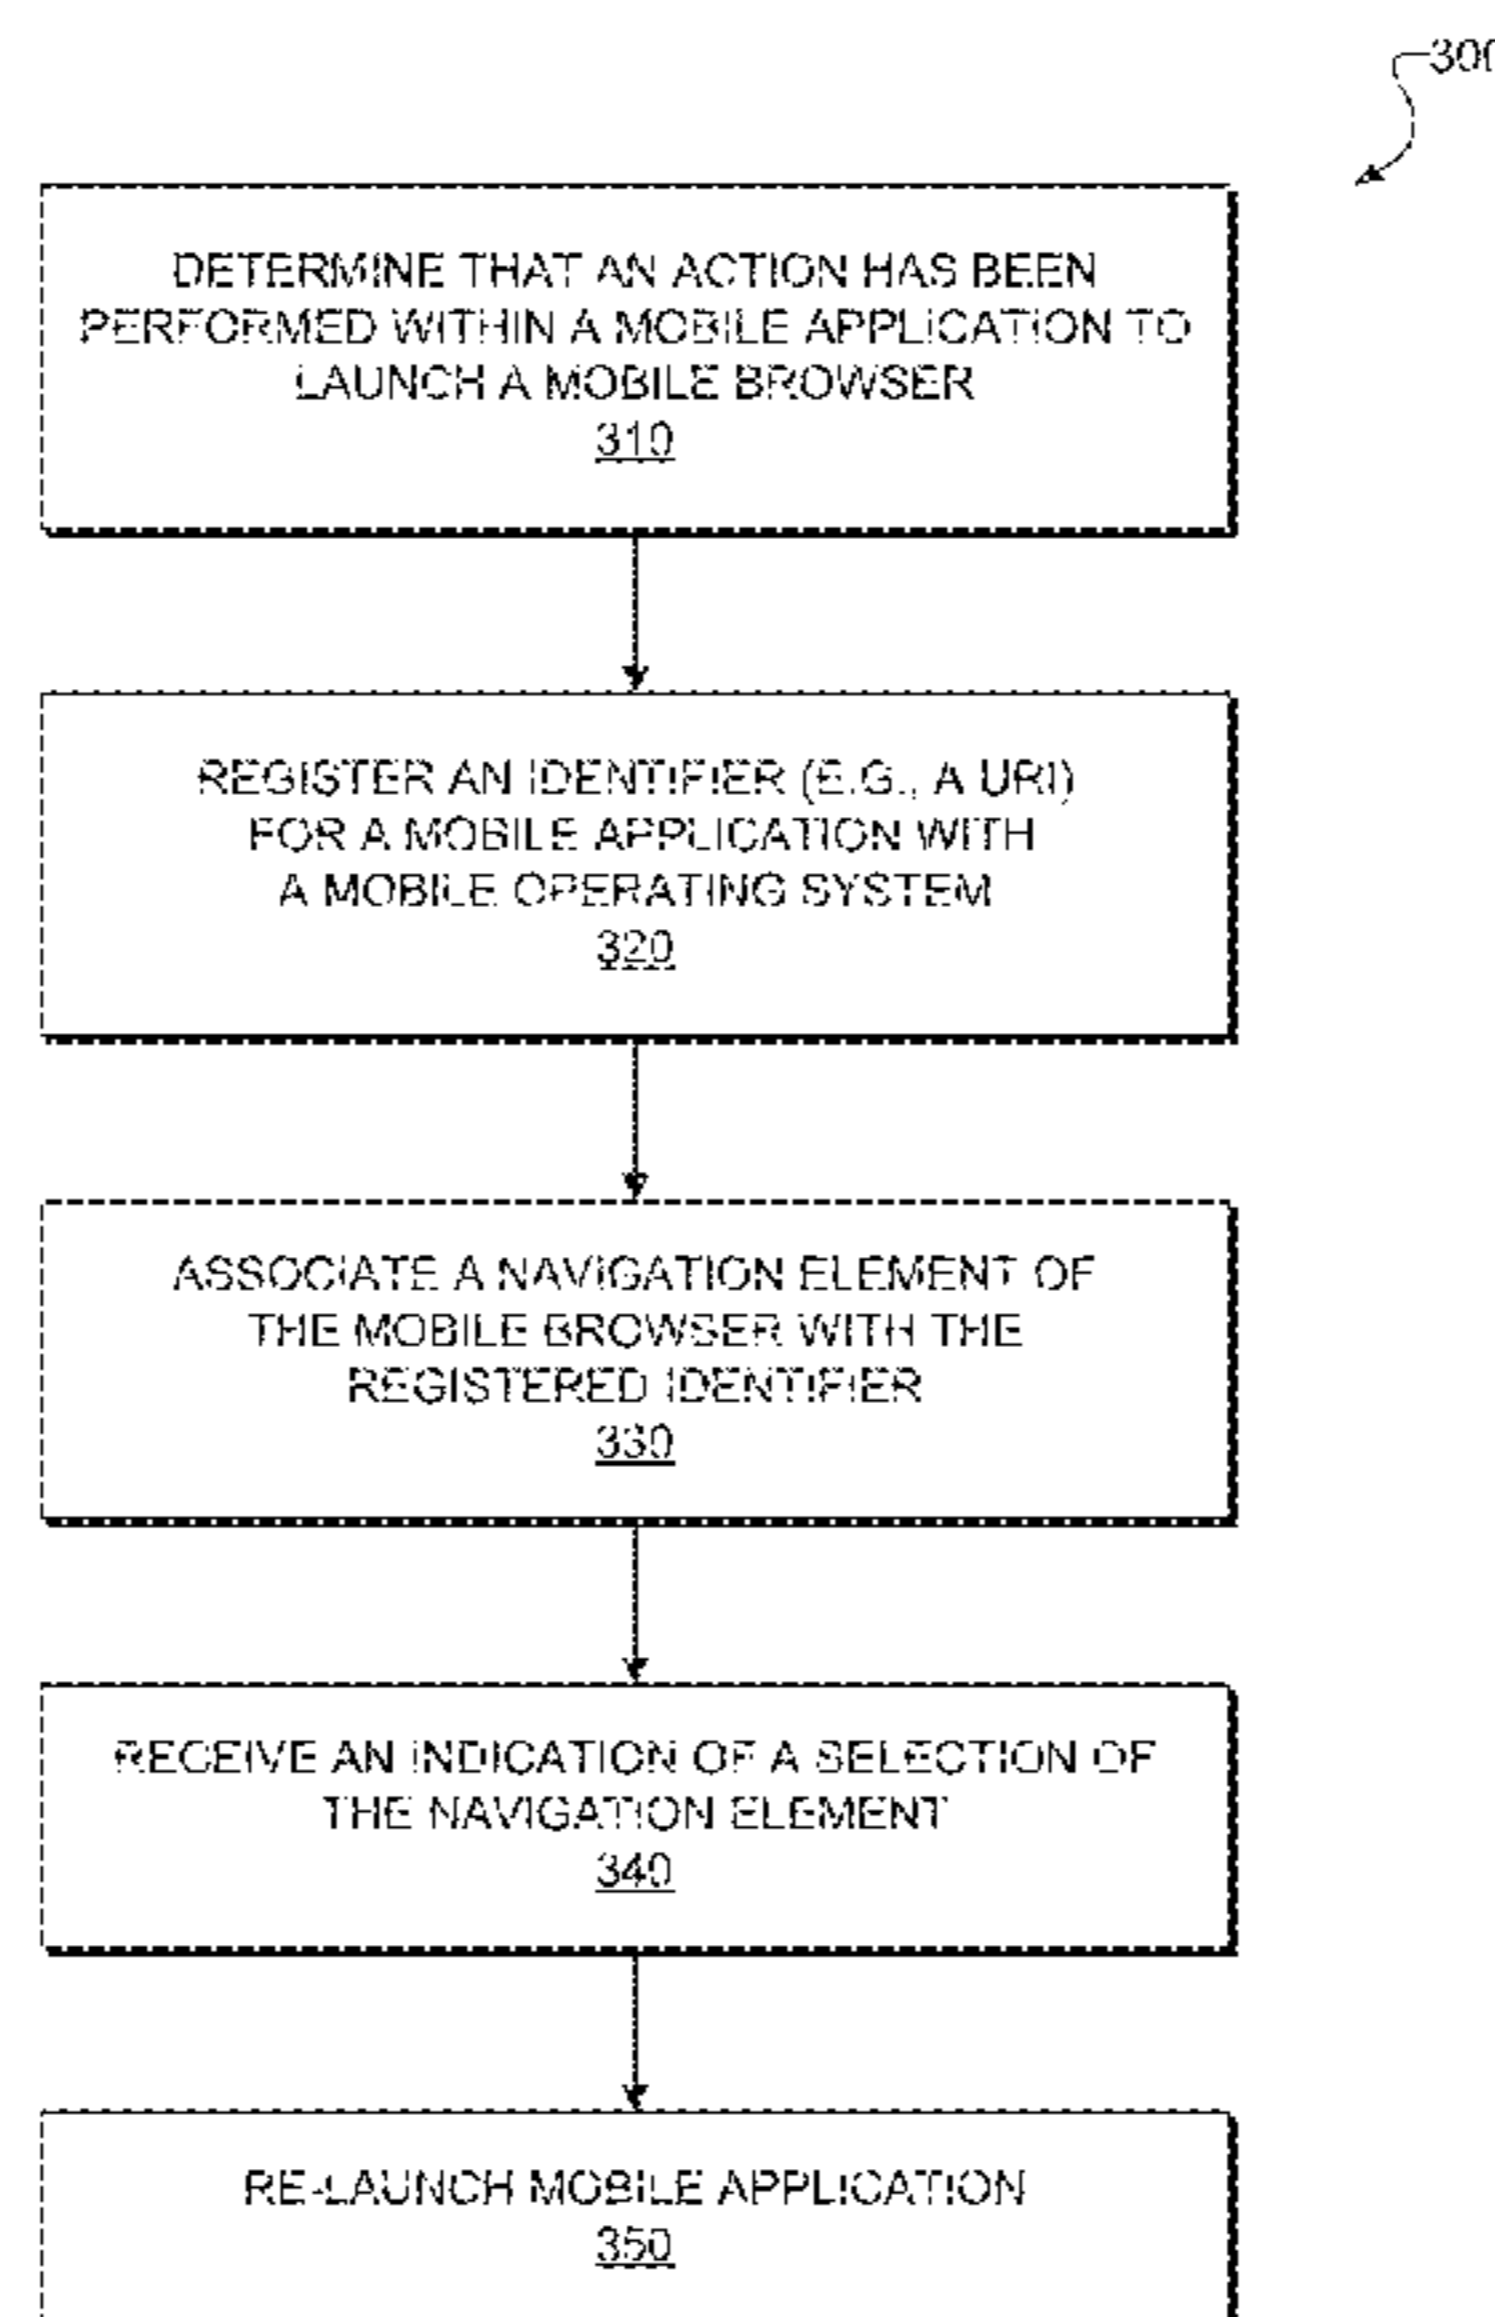 300
DETERMINE THAT AN ACTION HAS BEEN
PERFORMED WITHIN A MOBILE APPLICATION TO
LAUNCH A MOBILE BROWSER
310
REGISTER AN IDENTIFIER (E.G., A URI)
FOR A MOBILE APPLICATION WITH
A MOBILE OPERATING SYSTEM
320
ASSOCIATE A NAVIGATION ELEMENT OF
THE MOBILE BROWSER WITH THE
REGISTERED IDENTIFIER
330
RECEIVE AN INDICATION OF A SELECTION OF
THE NAVIGATION ELEMENT
340
RE-LAUNCH MOBILE APPLICATION
350